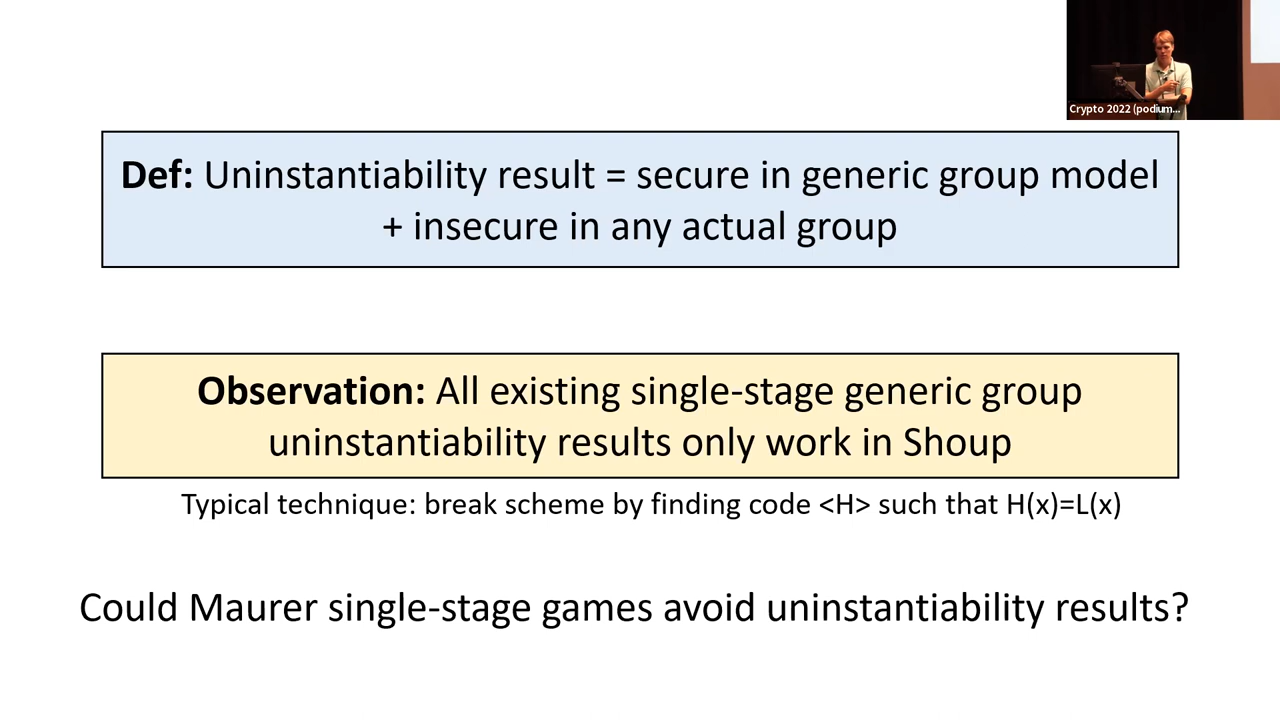 Crypto 2022 (podium...
Def: Uninstantiability result = secure in generic group model
+ insecure in any actual group
Observation: All existing single-stage generic group
uninstantiability results only work in Shoup
Typical technique: break scheme by finding code <H> such that H(x)=L(x)
Could Maurer single-stage games avoid uninstantiability results?